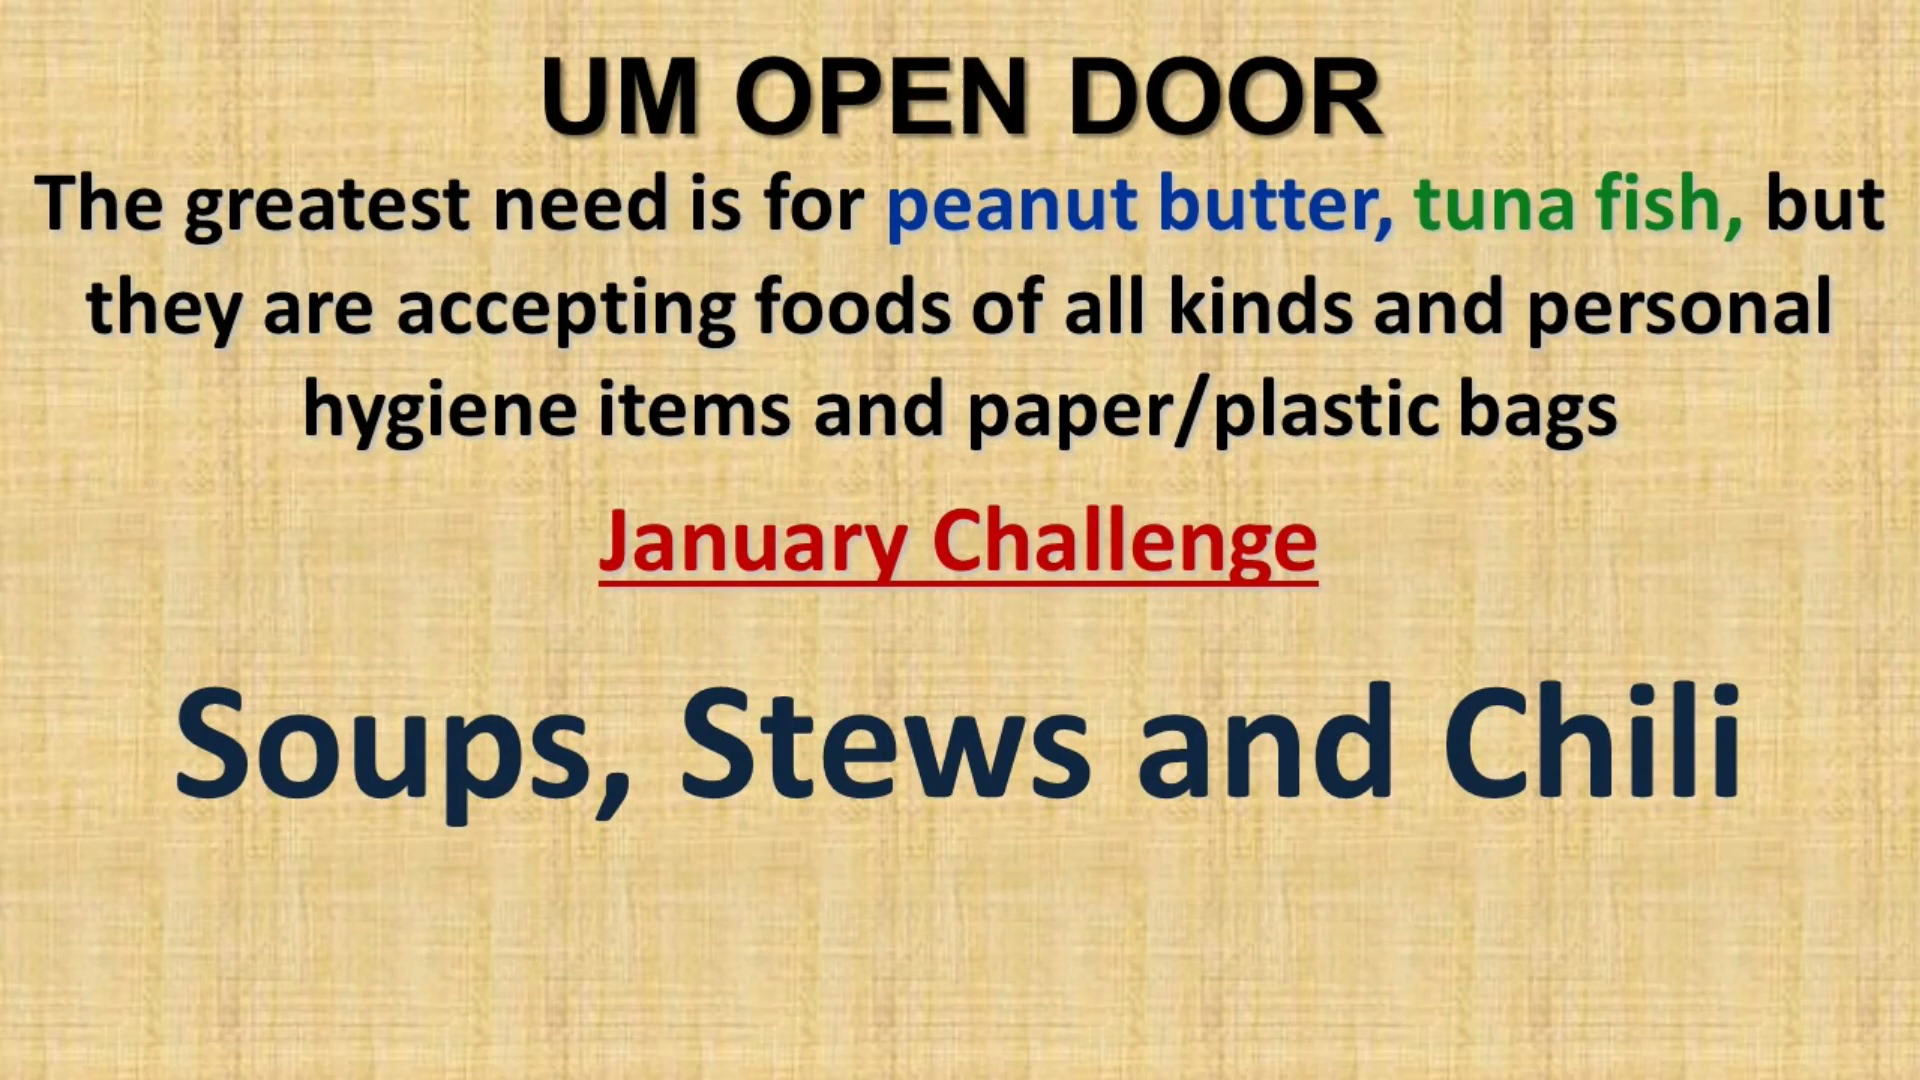 UM OPEN DOOR
The greatest need is for peanut butter, tuna fish, but
they are accepting foods of all kinds and personal
hygiene items and paper/plastic bags
January Challenge
Soups, Stews and Chili